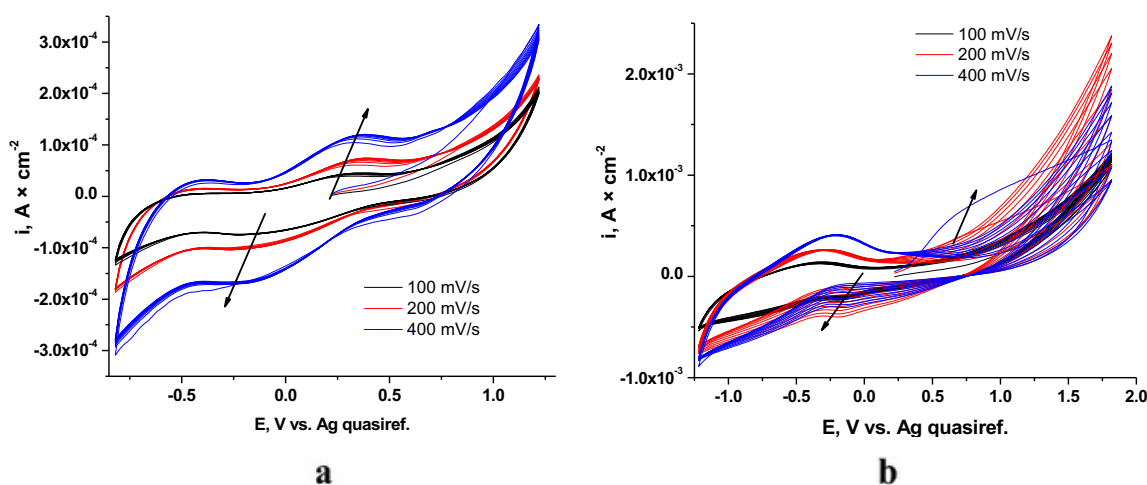 3.0x10⁻⁴
2.0x10⁻⁴
1.0x10⁻⁴
0.0
-1.0x10⁻⁴
-2.0x10⁻⁴
-3.0x10⁻⁴
i, A × cm⁻²
100 mV/s
200 mV/s
400 mV/s
-0.5 0.0 0.5 1.0
E, V vs. Ag quasiref.
a
100 mV/s
200 mV/s
400 mV/s
2.0x10⁻³
1.0x10⁻³
0.0
-1.0x10⁻³
i, A × cm⁻²
-1.0 -0.5 0.0 0.5 1.0 1.5 2.0
E, V vs. Ag quasiref.
b